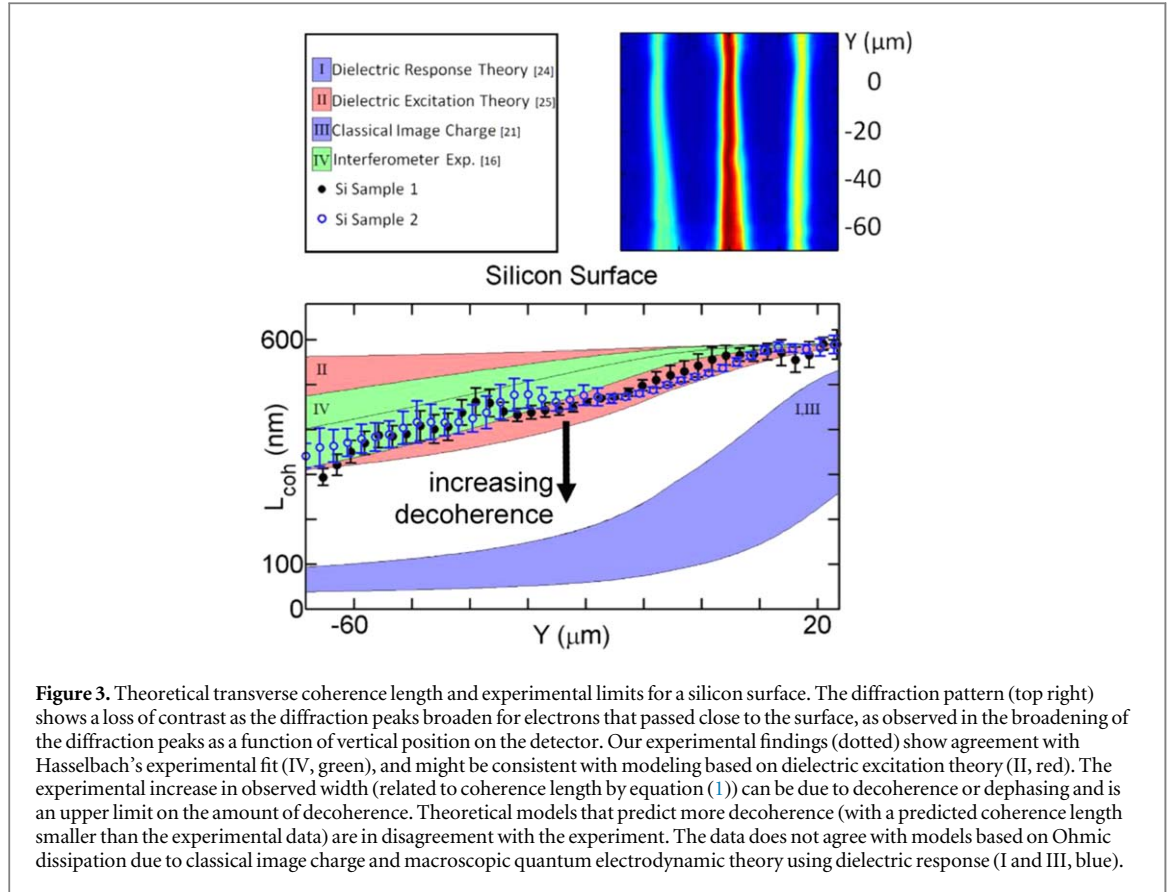 I Dielectric Response Theory [24]
II Dielectric Excitation Theory [25]
III Classical Image Charge [21]
IV Interferometer Exp. [16]
Si Sample 1
Si Sample 2
Y (μm)
0
-20
-40
-60
Silicon Surface
600
100
0
L_coh (nm)
II
IV
I,III
increasing
decoherence
-60
20
Y (μm)
Figure 3. Theoretical transverse coherence length and experimental limits for a silicon surface. The diffraction pattern (top right)
shows a loss of contrast as the diffraction peaks broaden for electrons that passed close to the surface, as observed in the broadening of
the diffraction peaks as a function of vertical position on the detector. Our experimental findings (dotted) show agreement with
Hasselbach's experimental fit (IV, green), and might be consistent with modeling based on dielectric excitation theory (II, red). The
experimental increase in observed width (related to coherence length by equation (1)) can be due to decoherence or dephasing and is
an upper limit on the amount of decoherence. Theoretical models that predict more decoherence (with a predicted coherence length
smaller than the experimental data) are in disagreement with the experiment. The data does not agree with models based on Ohmic
dissipation due to classical image charge and macroscopic quantum electrodynamic theory using dielectric response (I and III, blue).